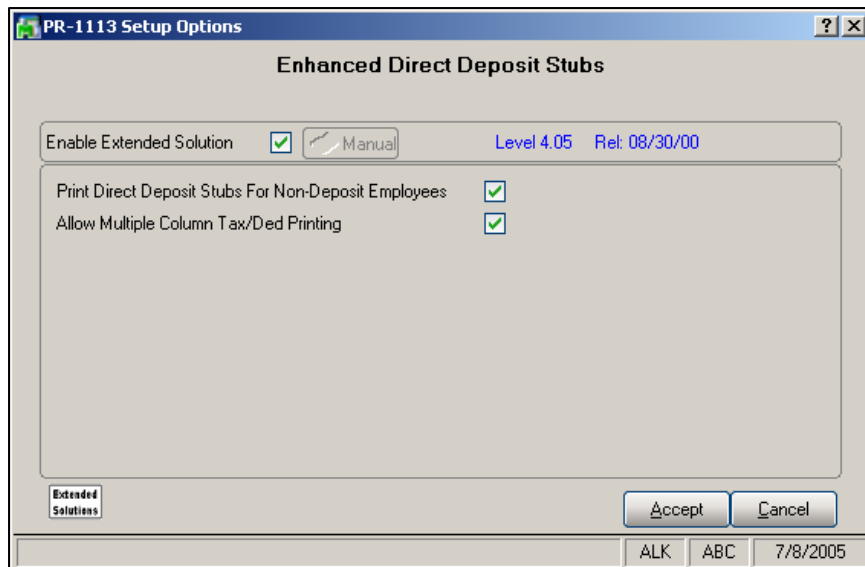 PR-1113 Setup Options
Enhanced Direct Deposit Stubs
Enable Extended Solution Manual Level 4.05 Rel: 08/30/00
Print Direct Deposit Stubs For Non-Deposit Employees
Allow Multiple Column Tax/Ded Printing
Extended
Solutions
Accept Cancel
ALK ABC 7/8/2005